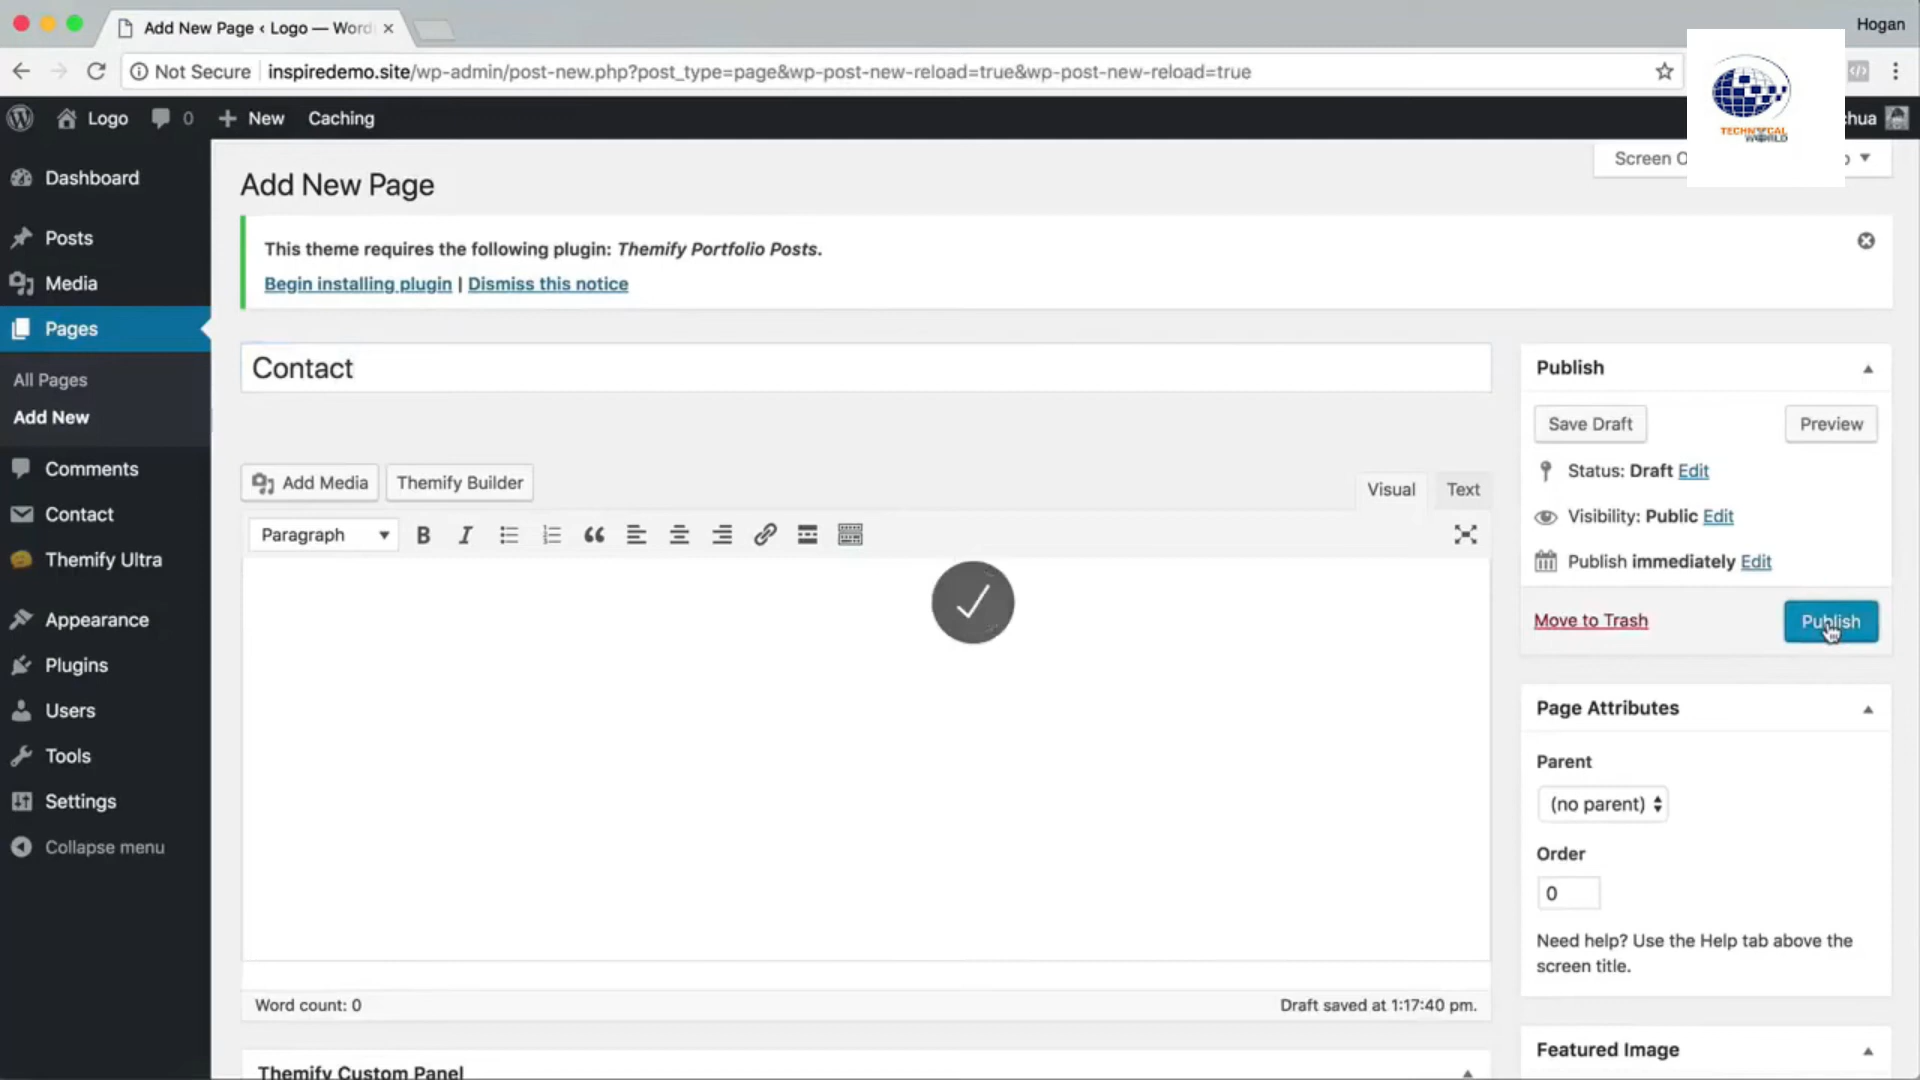 Add New Page ‹ Logo — Word
Hogan
Not Secure
inspiredemo.site/wp-admin/post-new.php?post_type=page&wp-post-new-reload=true&wp-post-new-reload=true
TECHNICAL
WORLD
Logo
0
New
Caching
hua
Screen O
Dashboard
Posts
Media
Pages
All Pages
Add New
Comments
Contact
Themify Ultra
Appearance
Plugins
Users
Tools
Settings
Collapse menu
Add New Page
This theme requires the following plugin: Themify Portfolio Posts.
Begin installing plugin | Dismiss this notice
Contact
Add Media
Themify Builder
Visual
Text
Paragraph
B
I
Word count: 0
Draft saved at 1:17:40 pm.
Themify Custom Panel
Publish
Save Draft
Preview
Status: Draft Edit
Visibility: Public Edit
Publish immediately Edit
Move to Trash
Publish
Page Attributes
Parent
(no parent)
Order
0
Need help? Use the Help tab above the
screen title.
Featured Image